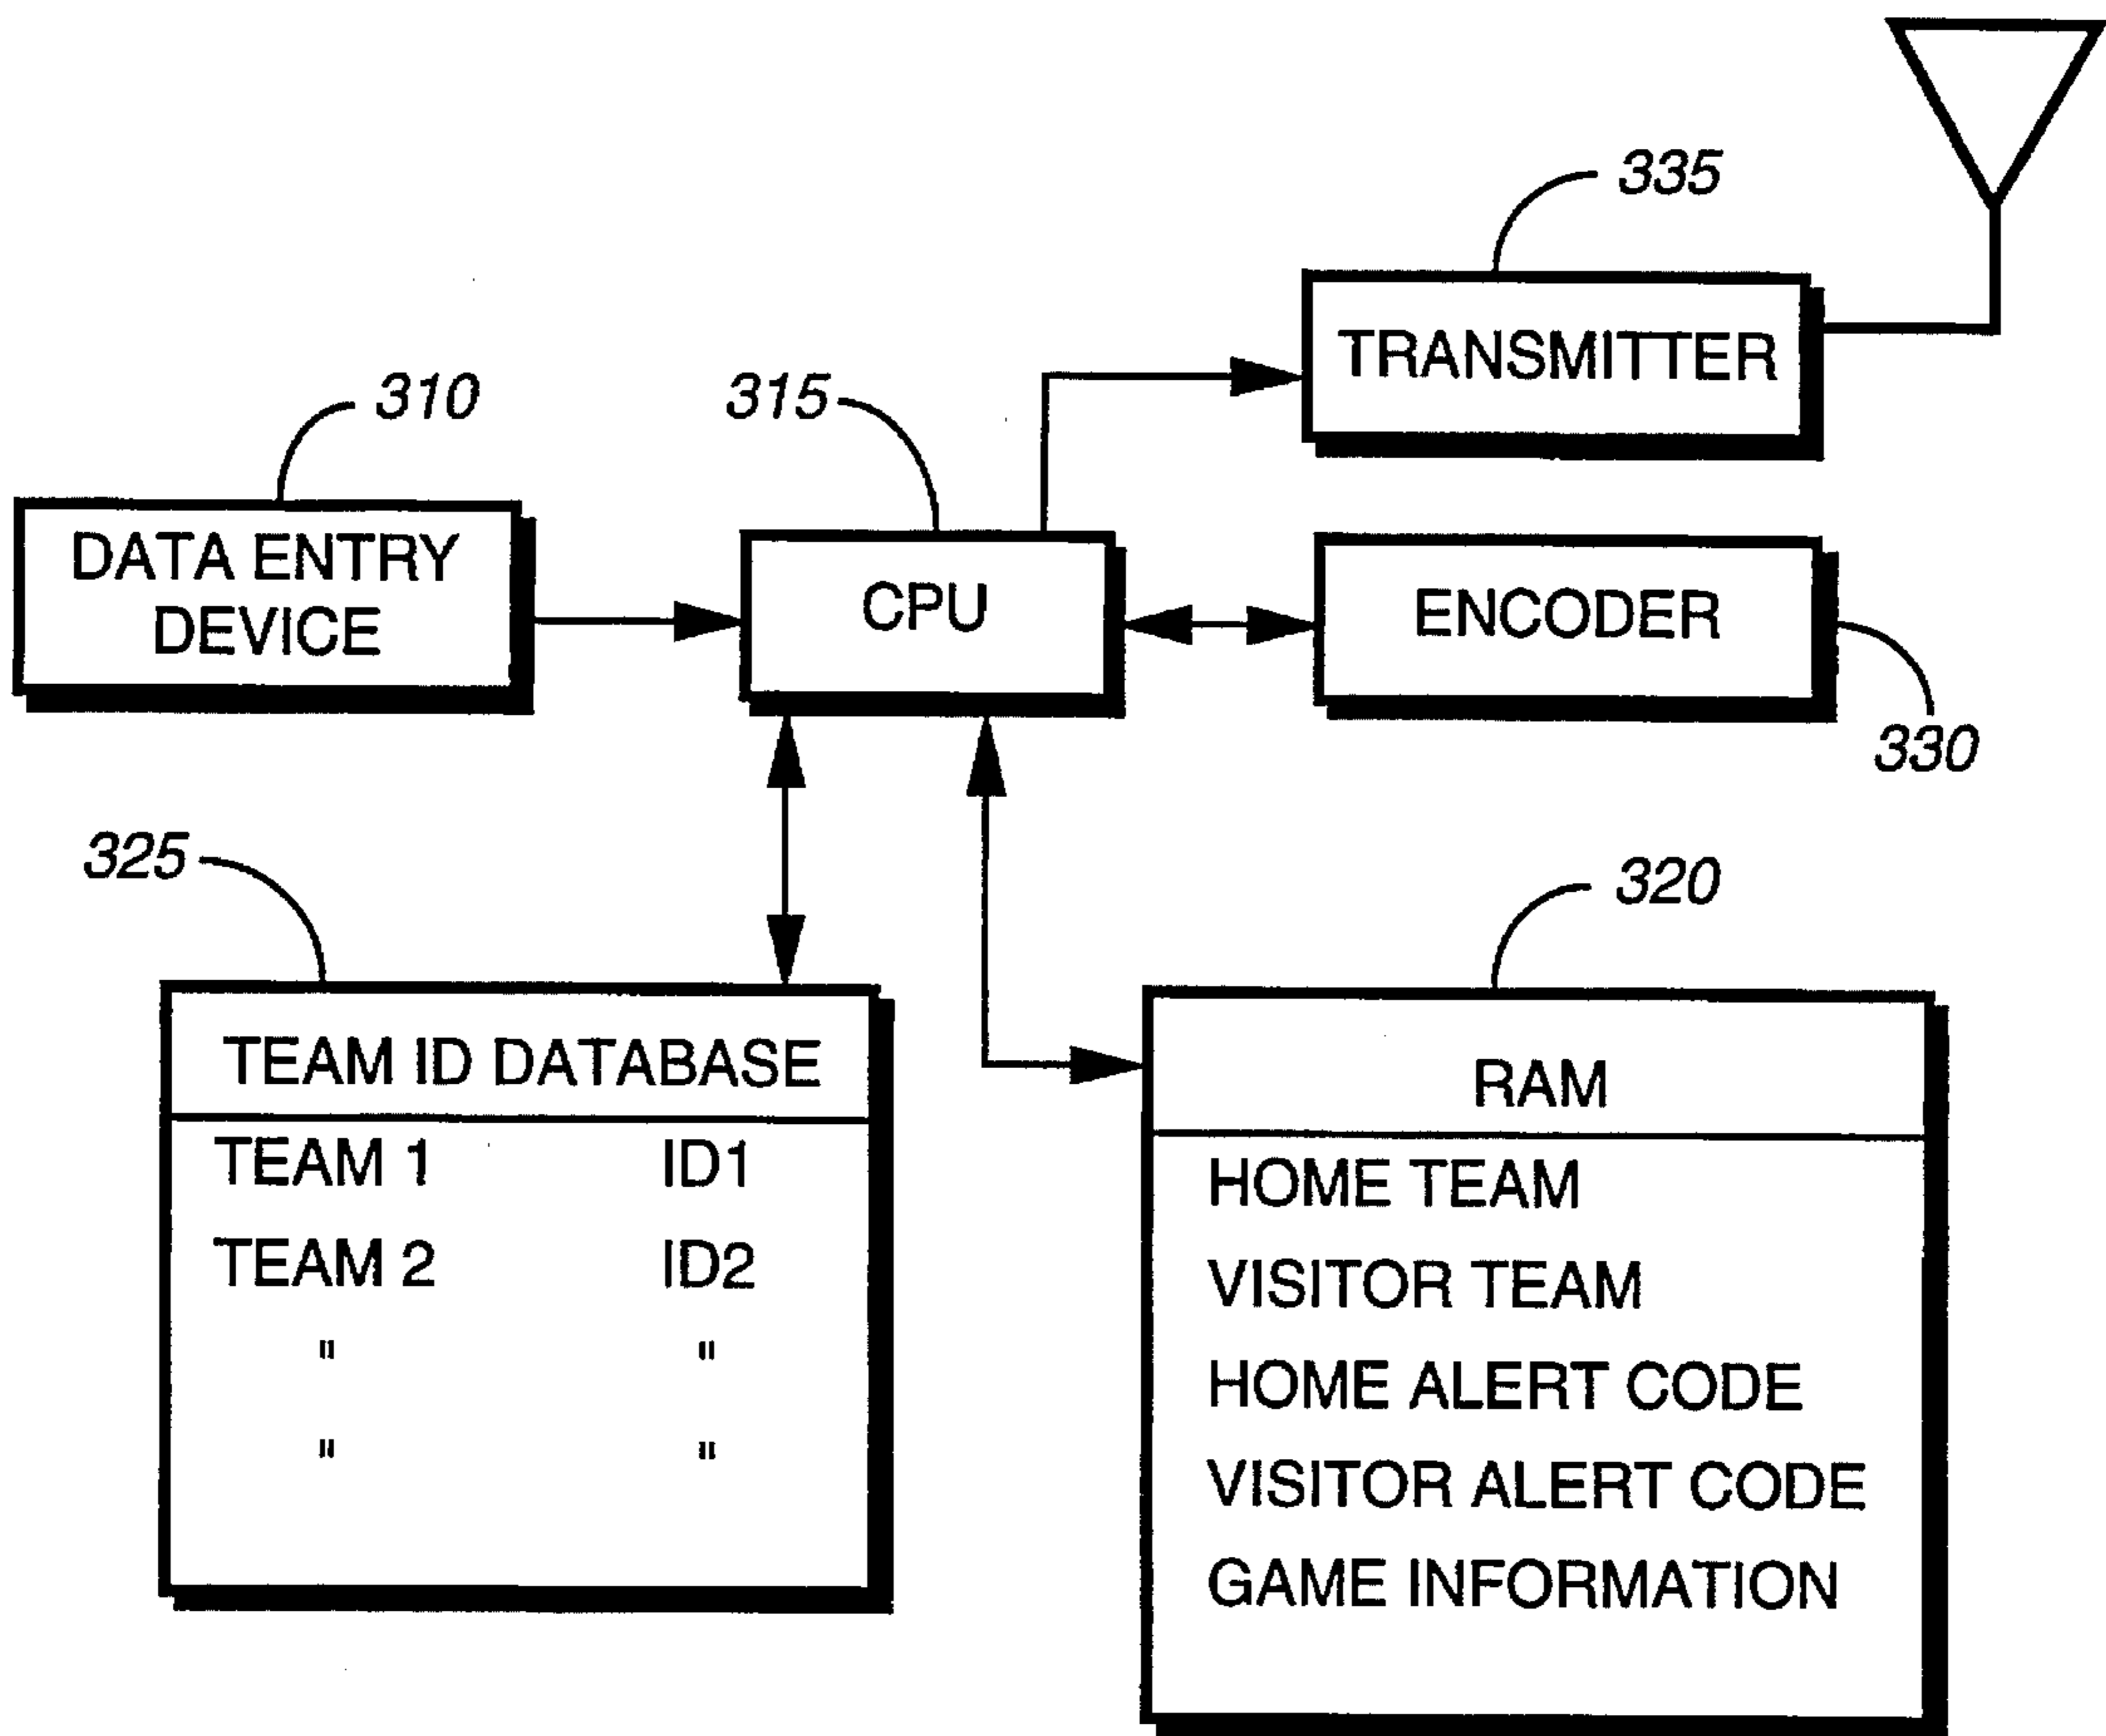 335
TRANSMITTER
310
315
DATA ENTRY
DEVICE
CPU
ENCODER
330
325
TEAM ID DATABASE
TEAM 1 ID1
TEAM 2 ID2
" "
" "
320
RAM
HOME TEAM
VISITOR TEAM
HOME ALERT CODE
VISITOR ALERT CODE
GAME INFORMATION